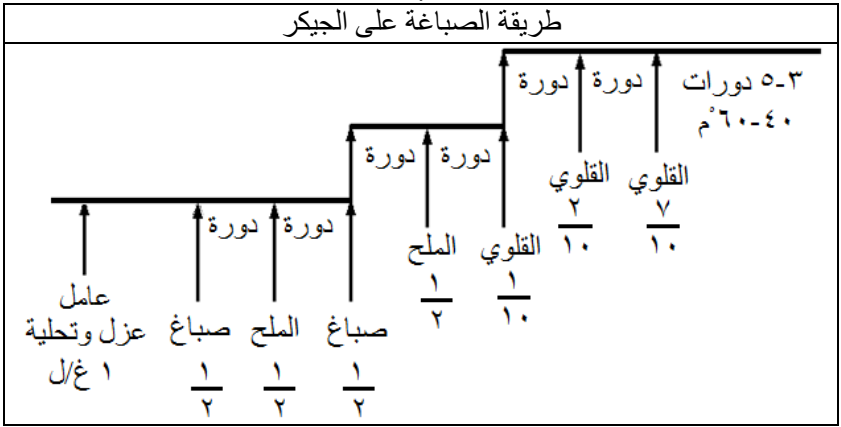 طريقة الصباغة على الجيكر
٣-٥ دورات
٤٠-٦٠ْم
دورة
دورة
القلوي
٧
١٠
القلوي
٢
١٠
دورة
دورة
القلوي
١
١٠
الملح
١
٢
دورة
دورة
صباغ
١
٢
الملح
١
٢
صباغ
١
٢
عامل
عزل وتحلية
١ غ/ل